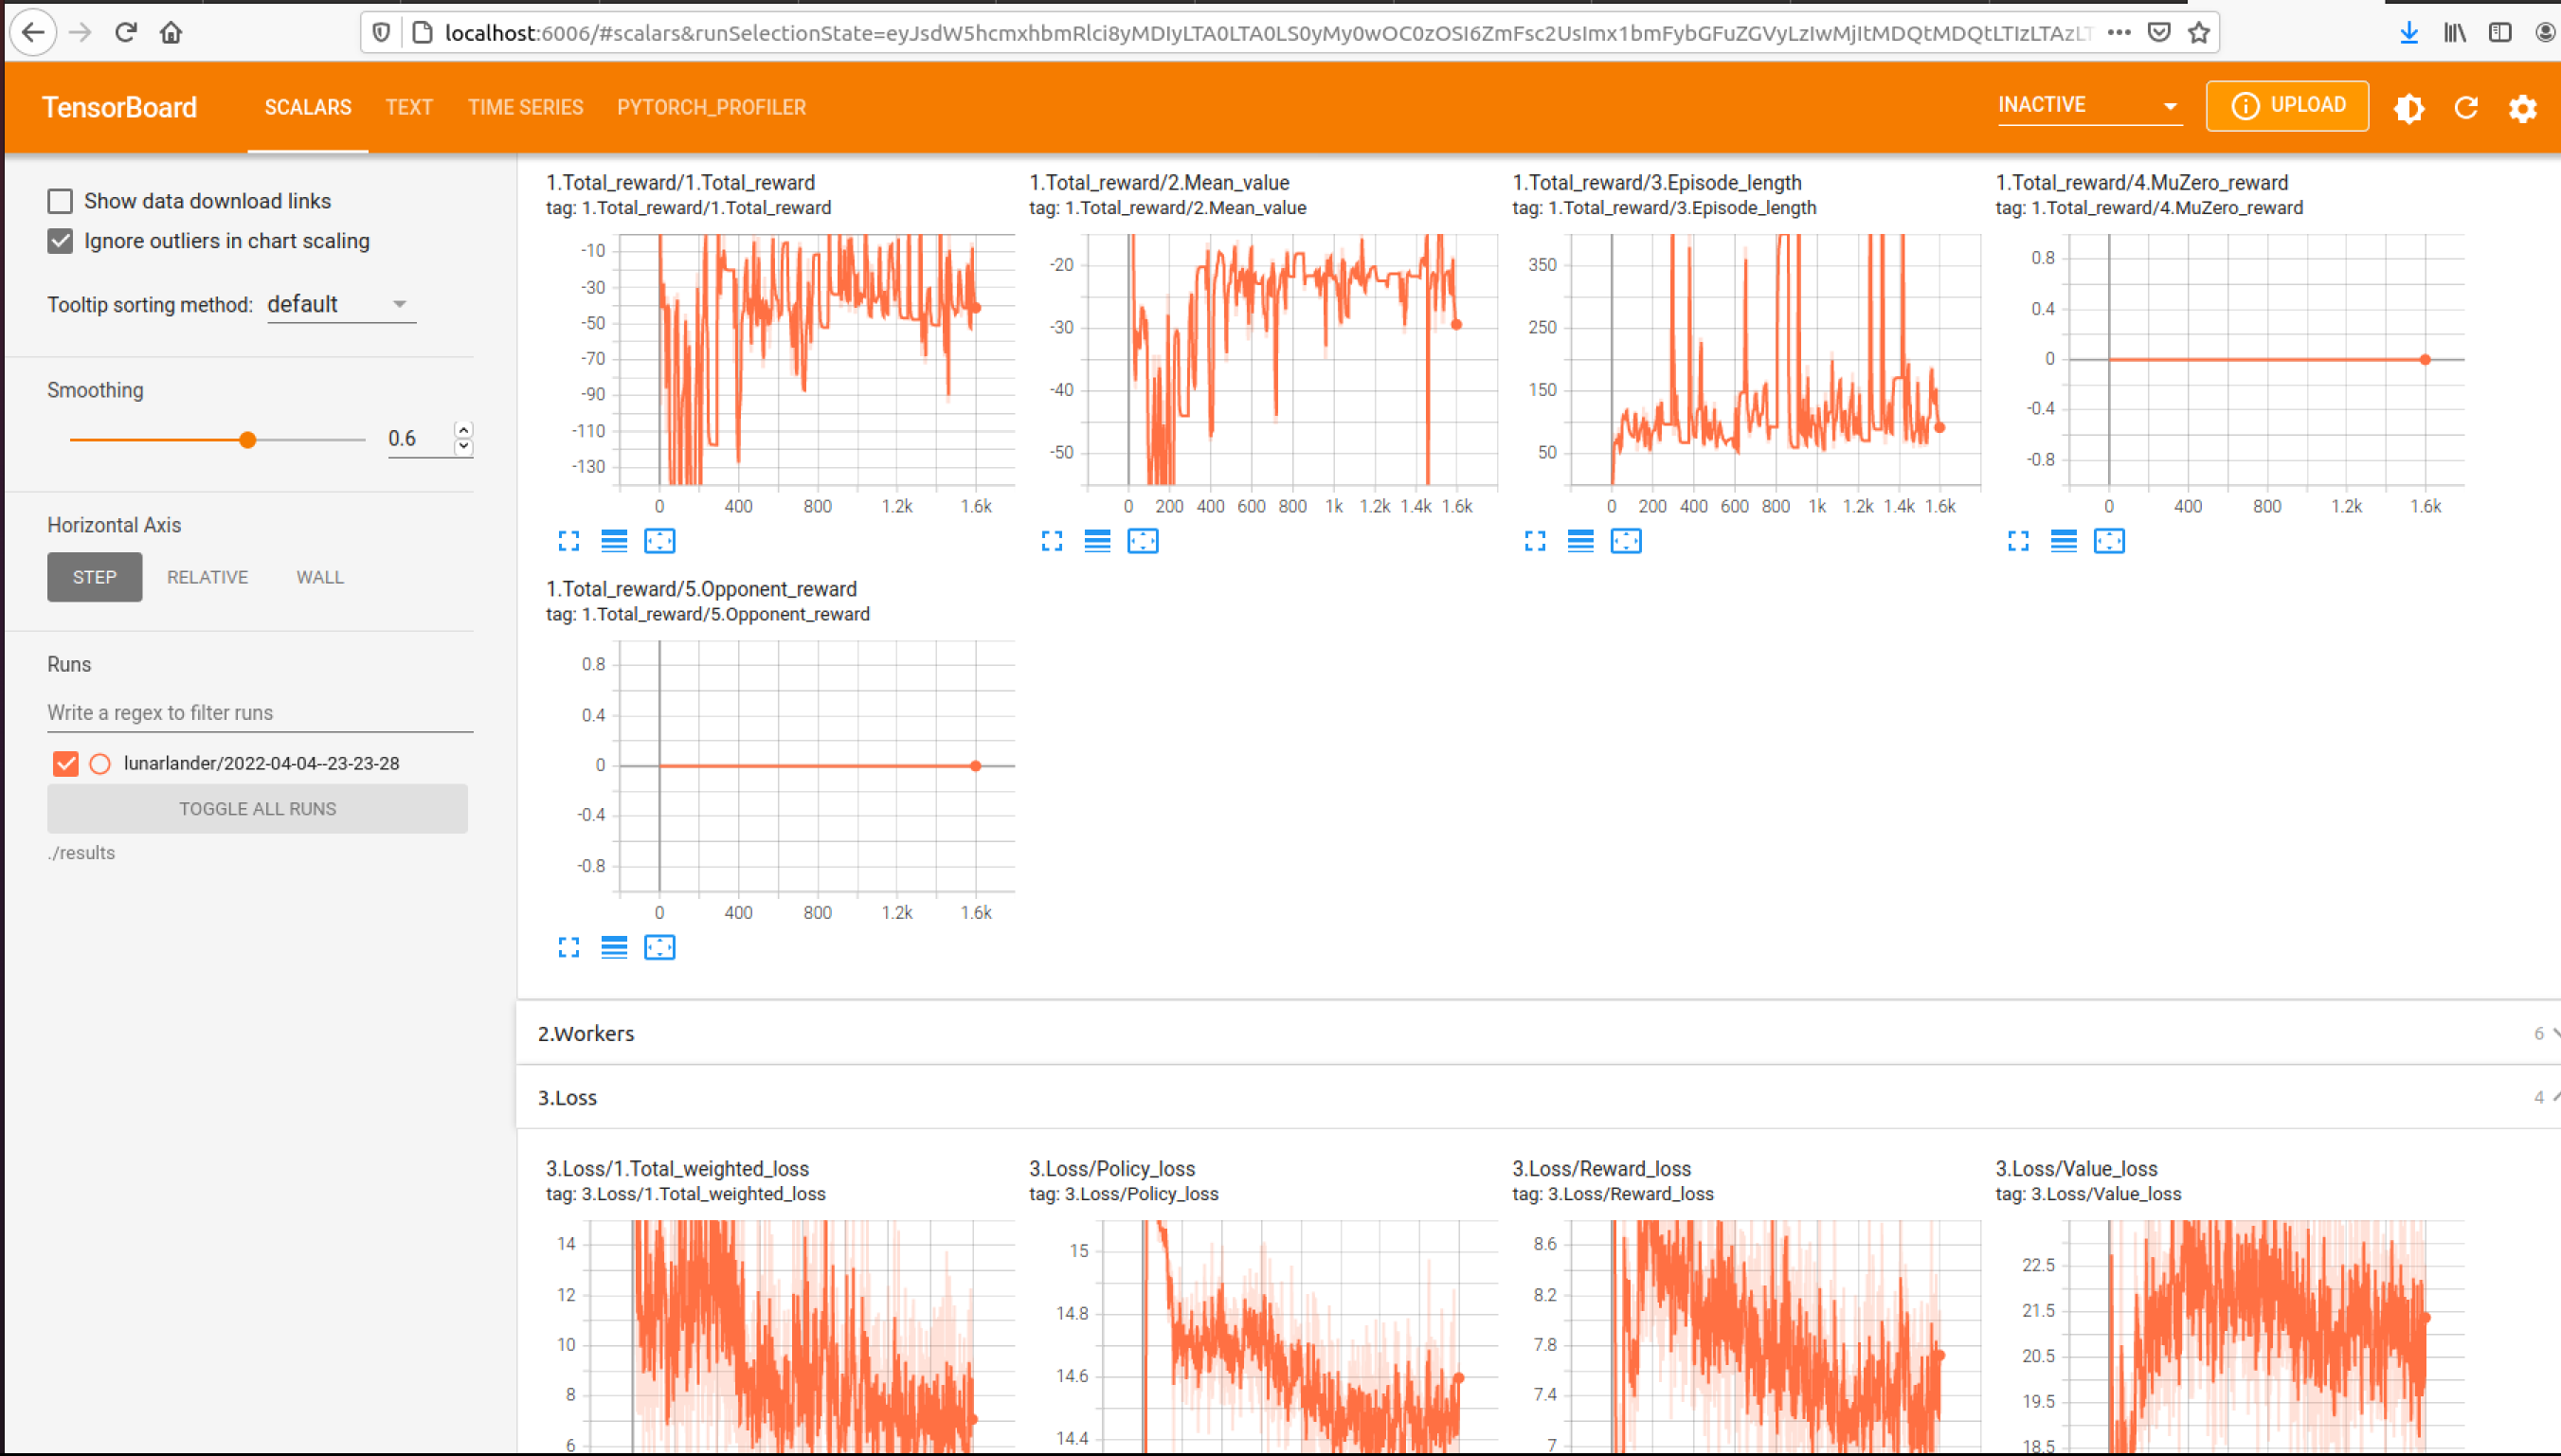 localhost:6006/#scalars&runSelectionState=eyJsdW5hcmxhbmRlci8yMDIyLTA0LTA0LS0yMy0wOC0zOSI6ZmFsc2UsImx1bmFybGFuZGVyLzIwMjItMDQtMDQtLTIzLTAzLT
TensorBoard SCALARS TEXT TIME SERIES PYTORCH_PROFILER INACTIVE UPLOAD
Show data download links
Ignore outliers in chart scaling
Tooltip sorting method: default
Smoothing
0.6
Horizontal Axis
STEP RELATIVE WALL
Runs
Write a regex to filter runs
lunarlander/2022-04-04--23-23-28
TOGGLE ALL RUNS
./results
1.Total_reward/1.Total_reward
tag: 1.Total_reward/1.Total_reward
-10
-30
-50
-70
-90
-110
-130
0 400 800 1.2k 1.6k
1.Total_reward/2.Mean_value
tag: 1.Total_reward/2.Mean_value
-20
-30
-40
-50
0 200 400 600 800 1k 1.2k 1.4k 1.6k
1.Total_reward/3.Episode_length
tag: 1.Total_reward/3.Episode_length
350
250
150
50
0 200 400 600 800 1k 1.2k 1.4k 1.6k
1.Total_reward/4.MuZero_reward
tag: 1.Total_reward/4.MuZero_reward
0.8
0.4
0
-0.4
-0.8
0 400 800 1.2k 1.6k
1.Total_reward/5.Opponent_reward
tag: 1.Total_reward/5.Opponent_reward
0.8
0.4
0
-0.4
-0.8
0 400 800 1.2k 1.6k
2.Workers 6
3.Loss 4
3.Loss/1.Total_weighted_loss
tag: 3.Loss/1.Total_weighted_loss
14
12
10
8
6
3.Loss/Policy_loss
tag: 3.Loss/Policy_loss
15
14.8
14.6
14.4
3.Loss/Reward_loss
tag: 3.Loss/Reward_loss
8.6
8.2
7.8
7.4
7
3.Loss/Value_loss
tag: 3.Loss/Value_loss
22.5
21.5
20.5
19.5
18.5